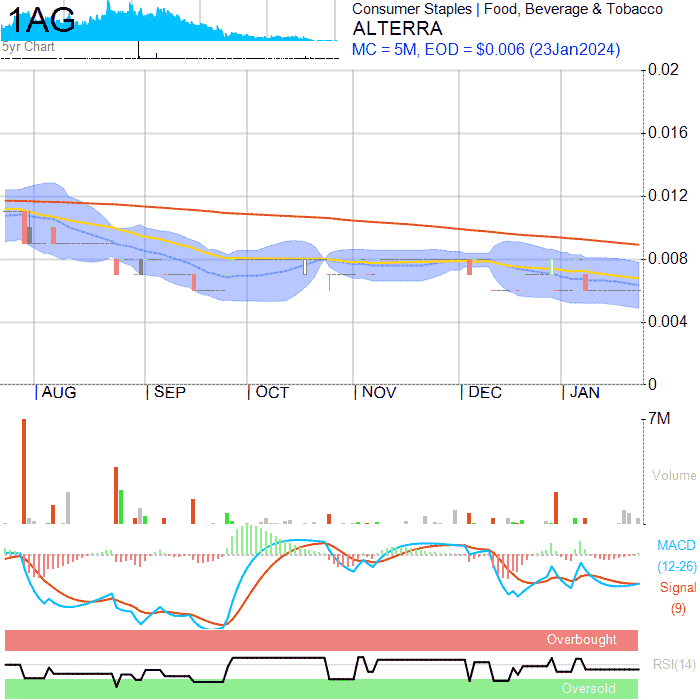 1AG
Consumer Staples | Food, Beverage & Tobacco
ALTERRA
MC = 5M, EOD = $0.006 (23Jan2024)
5yr Chart
0.02
0.016
0.012
0.008
0.004
0
AUG SEP OCT NOV DEC JAN
7M
Volume
MACD
(12-26)
Signal
(9)
Overbought
RSI(14)
Oversold